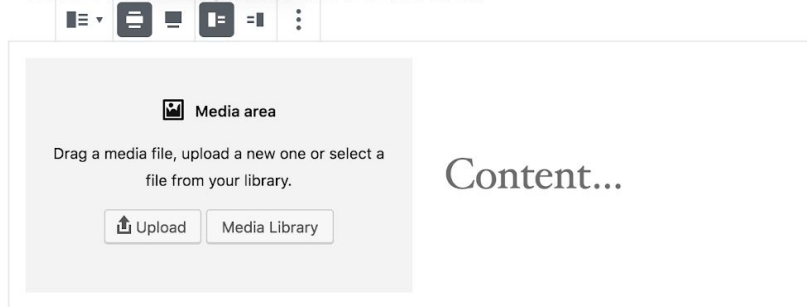 Media area
Drag a media file, upload a new one or select a
file from your library.
Upload
Media Library
Content...